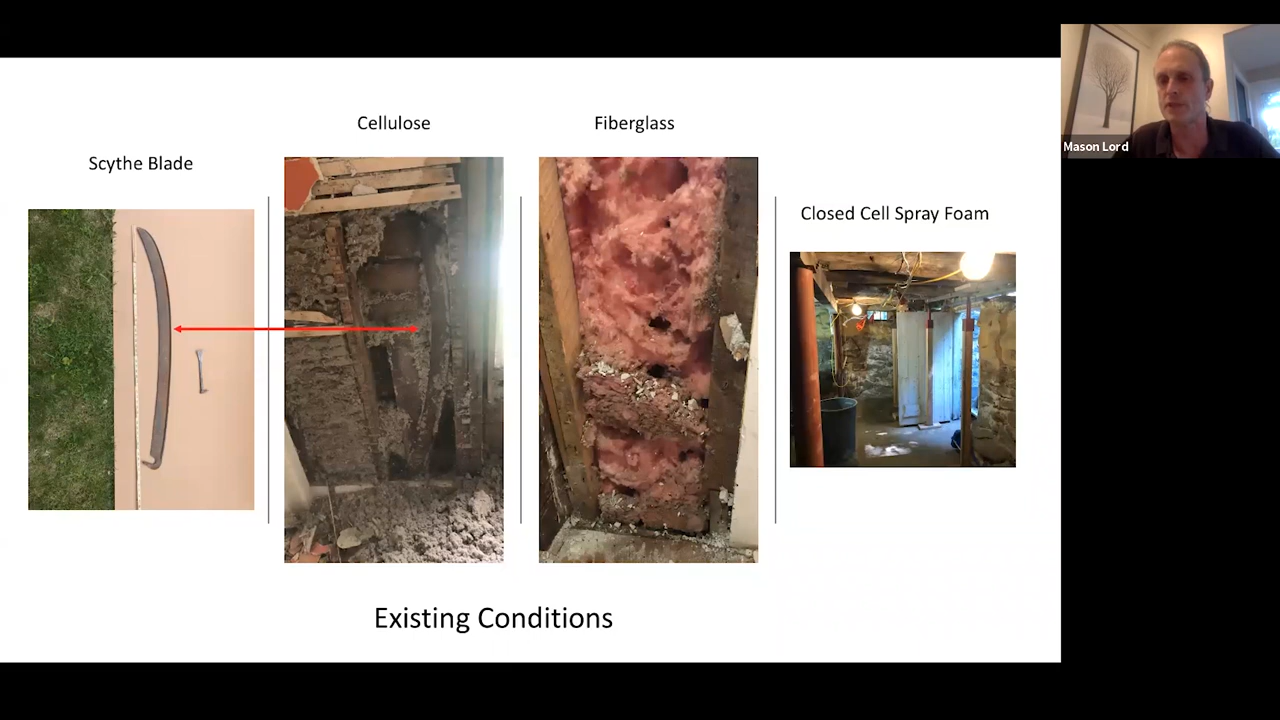 Cellulose
Fiberglass
Scythe Blade
Closed Cell Spray Foam
Existing Conditions
Mason Lord